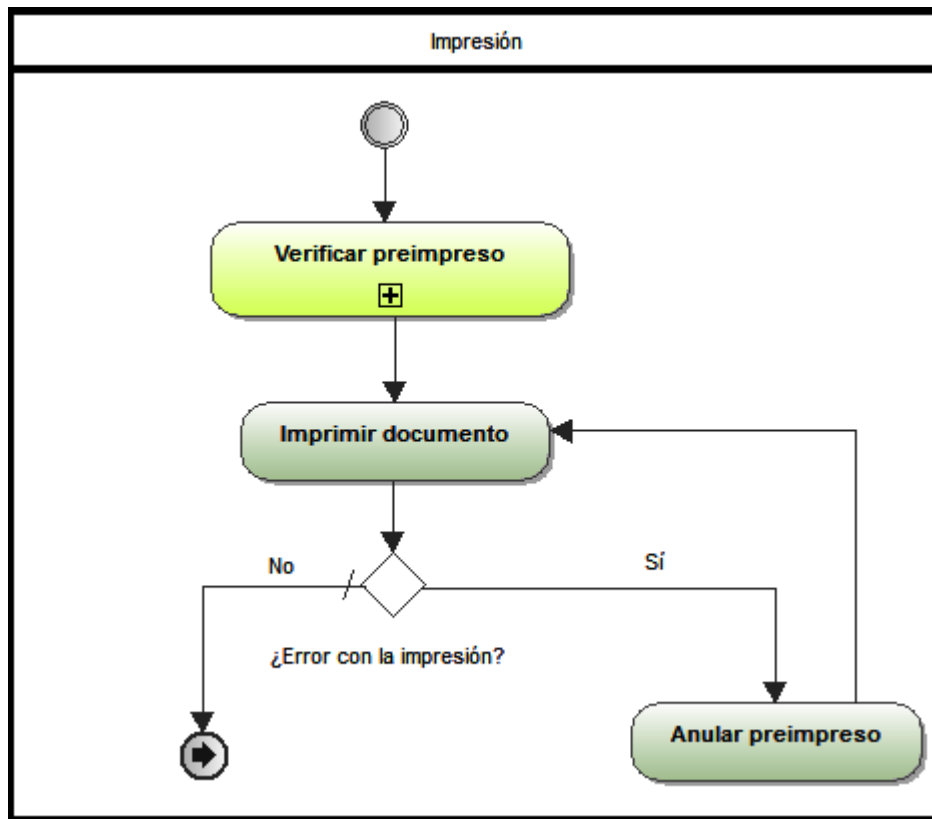 Impresión
Verificar preimpreso
Imprimir documento
No
Sí
¿Error con la impresión?
Anular preimpreso